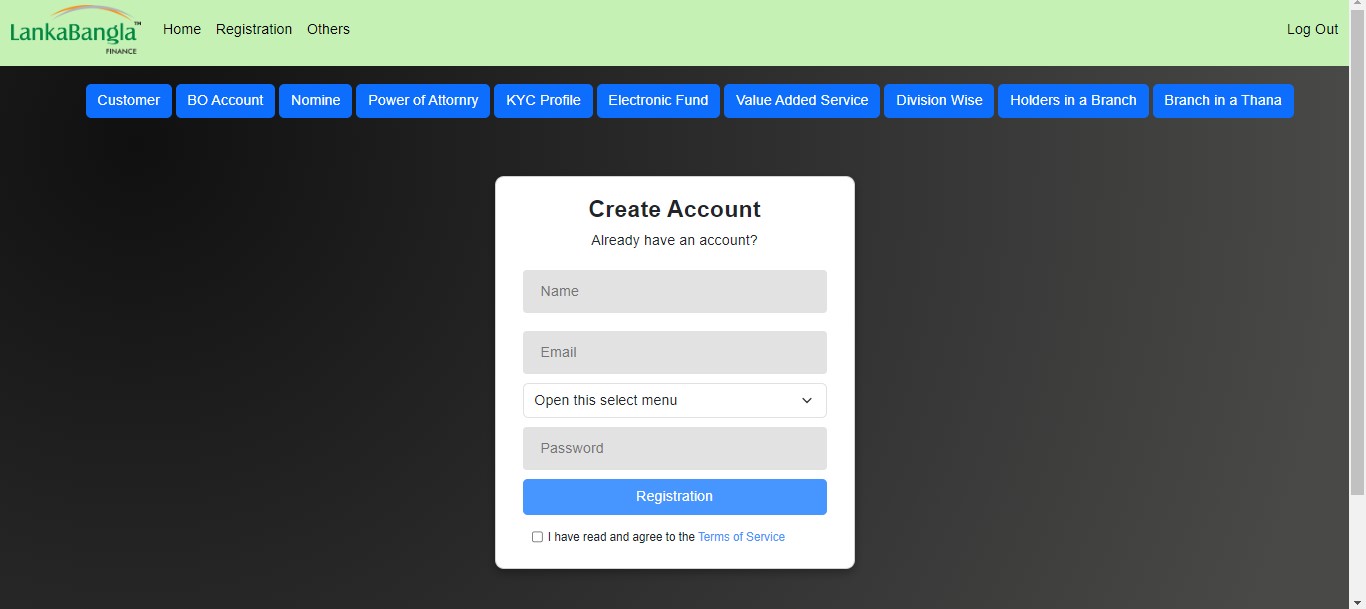 LankaBangla™
FINANCE
Home Registration Others Log Out
Customer BO Account Nomine Power of Attornry KYC Profile Electronic Fund Value Added Service Division Wise Holders in a Branch Branch in a Thana
Create Account
Already have an account?
Name
Email
Open this select menu
Password
Registration
I have read and agree to the Terms of Service